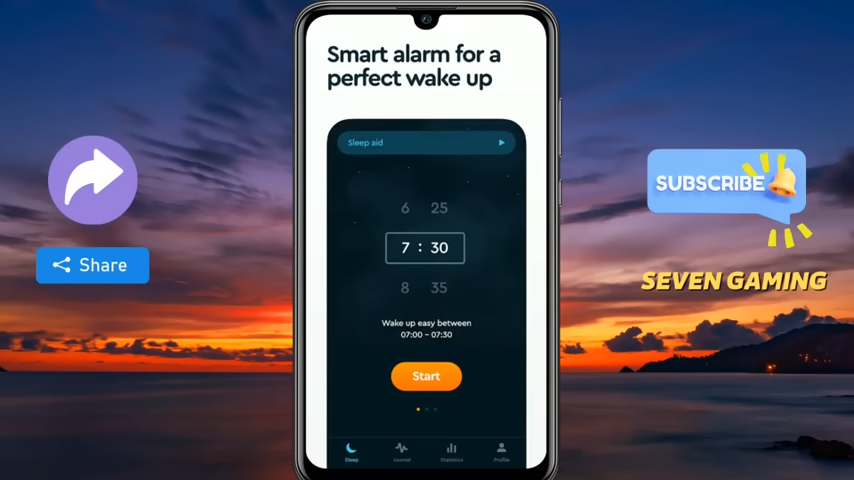 Smart alarm for a
perfect wake up
Sleep aid
6 25
7 : 30
8 35
Wake up easy between
07:00 – 07:30
Start
Sleep
Journal
Statistics
Profile
Share
SUBSCRIBE
SEVEN GAMING